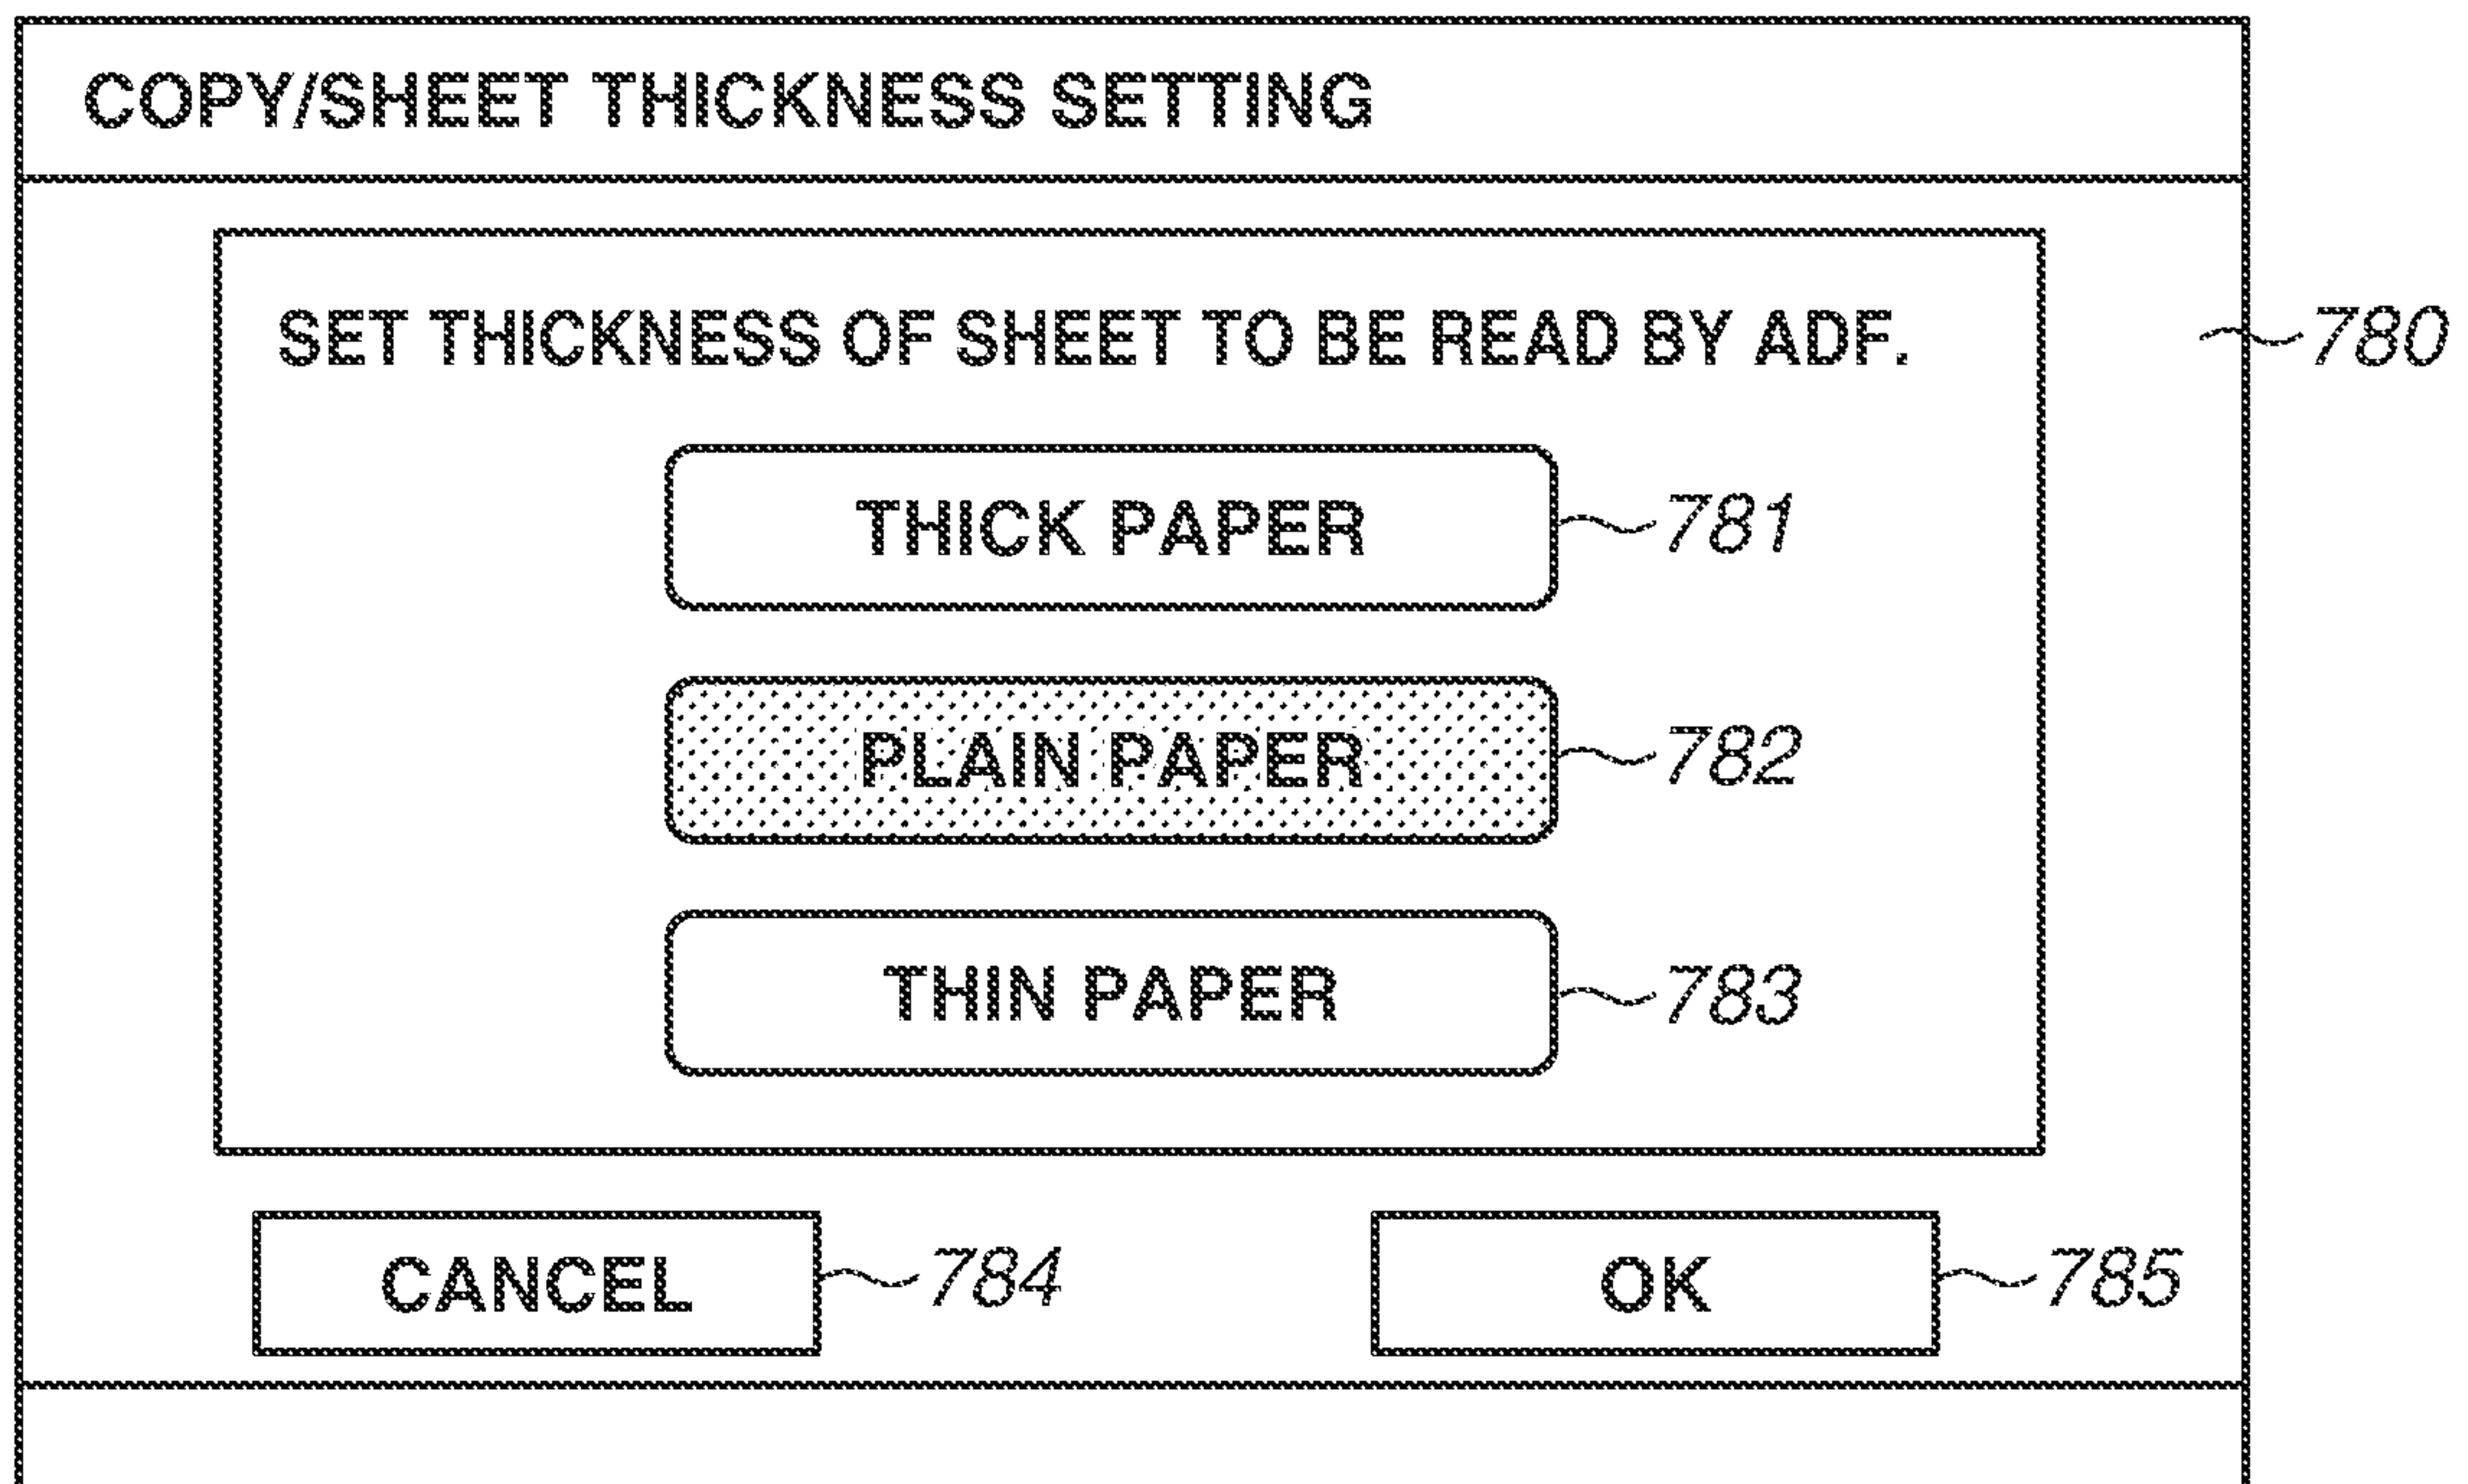 COPY/SHEET THICKNESS SETTING
SET THICKNESS OF SHEET TO BE READ BY ADF.
780
THICK PAPER 781
PLAIN PAPER 782
THIN PAPER 783
CANCEL 784 OK 785